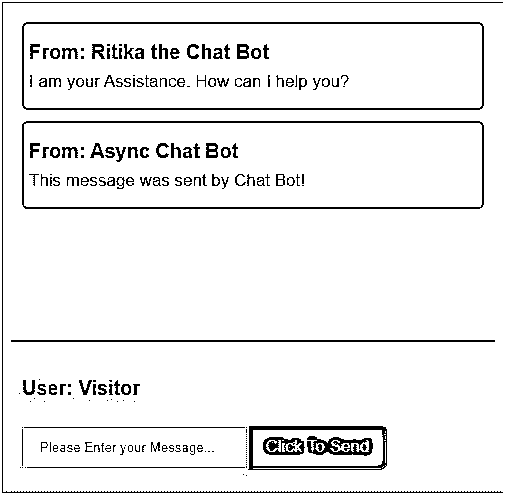 From: Ritika the Chat Bot
I am your Assistance. How can I help you?
From: Async Chat Bot
This message was sent by Chat Bot!
User: Visitor
Please Enter your Message...
Click To Send